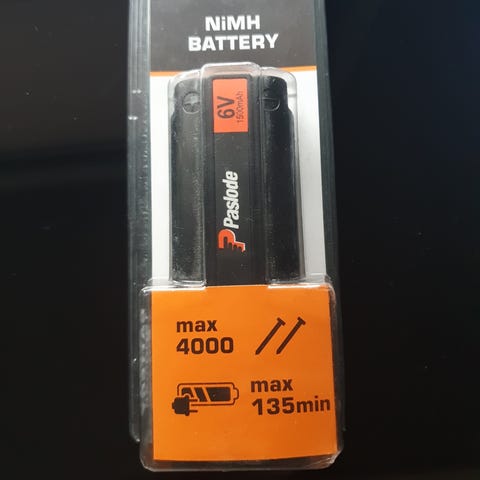 NiMH
BATTERY
6V
1500mAh
Paslode
max
4000
max
135min